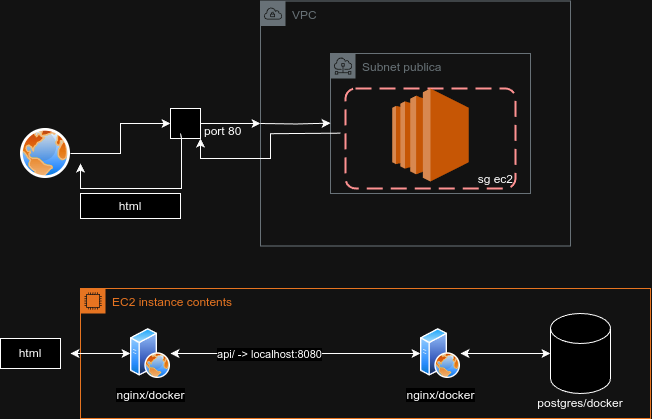 VPC
Subnet publica
port 80
sg ec2
html
EC2 instance contents
html
api/ -> localhost:8080
nginx/docker
nginx/docker
postgres/docker